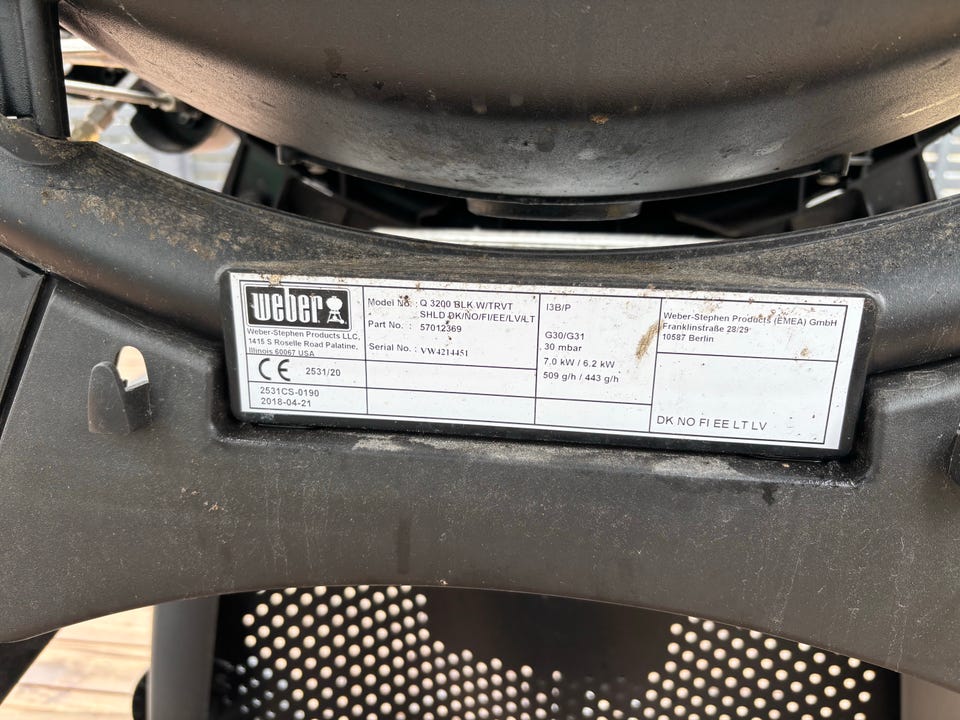 weber
Weber-Stephen Products LLC,
1415 S Roselle Road Palatine,
Illinois 60067 USA
CE 2531/20
2531CS-0190
2018-04-21
Model No. : Q 3200 BLK W/TRVT
SHLD DK/NO/FI/EE/LV/LT
Part No. : 57012369
Serial No. : VW4214451
I3B/P
G30/G31
30 mbar
7.0 kW / 6.2 kW
509 g/h / 443 g/h
Weber-Stephen Products (EMEA) GmbH
Franklinstraße 28/29
10587 Berlin
DK NO FI EE LT LV